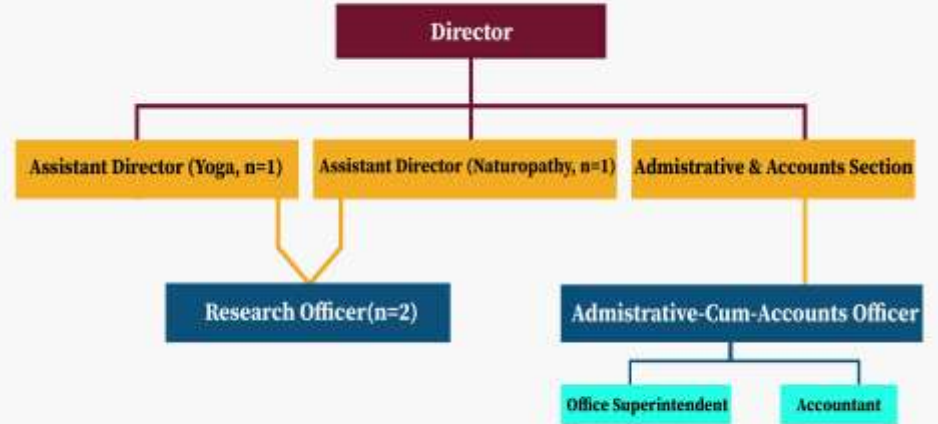 Director
Assistant Director (Yoga, n=1)
Assistant Director (Naturopathy, n=1)
Admistrative & Accounts Section
Research Officer(n=2)
Admistrative-Cum-Accounts Officer
Office Superintendent
Accountant